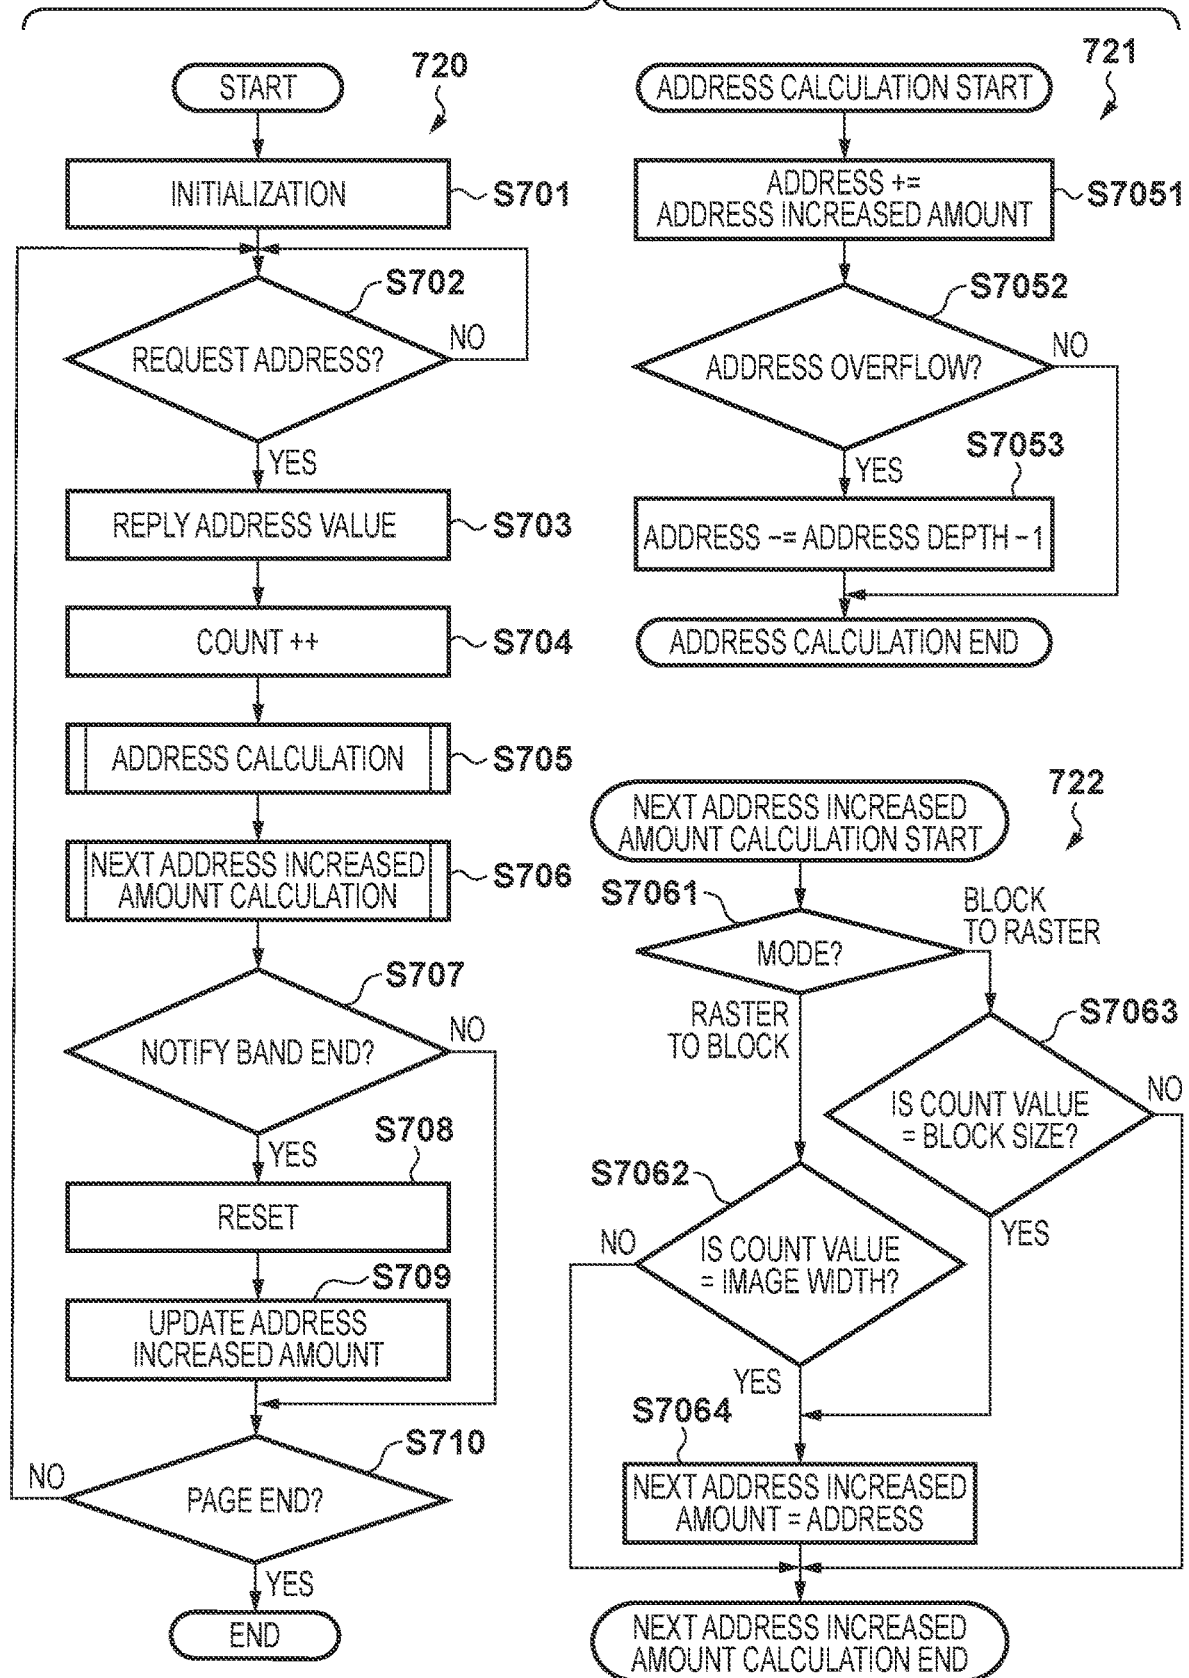 720
START
INITIALIZATION
S701
S702
REQUEST ADDRESS?
NO
YES
REPLY ADDRESS VALUE
S703
COUNT ++
S704
ADDRESS CALCULATION
S705
NEXT ADDRESS INCREASED
AMOUNT CALCULATION
S706
S707
NOTIFY BAND END?
NO
YES
S708
RESET
S709
UPDATE ADDRESS
INCREASED AMOUNT
S710
PAGE END?
NO
YES
END
721
ADDRESS CALCULATION START
ADDRESS +=
ADDRESS INCREASED AMOUNT
S7051
S7052
ADDRESS OVERFLOW?
NO
YES
S7053
ADDRESS -= ADDRESS DEPTH -1
ADDRESS CALCULATION END
722
NEXT ADDRESS INCREASED
AMOUNT CALCULATION START
S7061
MODE?
BLOCK
TO RASTER
RASTER
TO BLOCK
S7063
IS COUNT VALUE
= BLOCK SIZE?
NO
YES
S7062
IS COUNT VALUE
= IMAGE WIDTH?
NO
YES
S7064
NEXT ADDRESS INCREASED
AMOUNT = ADDRESS
NEXT ADDRESS INCREASED
AMOUNT CALCULATION END